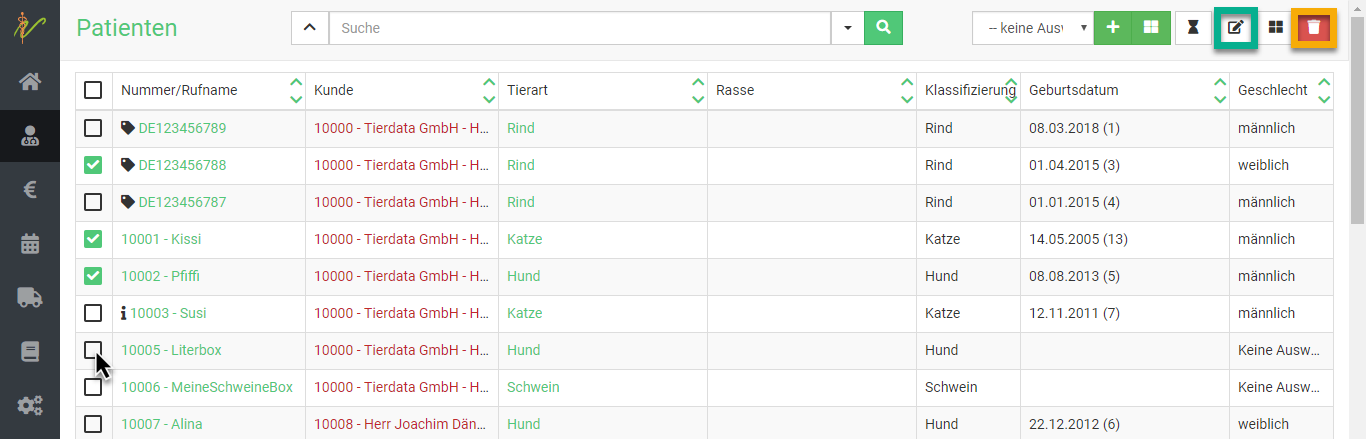 Patienten
Suche
-- keine Ausw
Nummer/Rufname Kunde Tierart Rasse Klassifizierung Geburtsdatum Geschlecht
DE123456789 10000 - Tierdata GmbH - H... Rind Rind 08.03.2018 (1) männlich
DE123456788 10000 - Tierdata GmbH - H... Rind Rind 01.04.2015 (3) weiblich
DE123456787 10000 - Tierdata GmbH - H... Rind Rind 01.01.2015 (4) männlich
10001 - Kissi 10000 - Tierdata GmbH - H... Katze Katze 14.05.2005 (13) männlich
10002 - Pfiffi 10000 - Tierdata GmbH - H... Hund Hund 08.08.2013 (5) männlich
10003 - Susi 10000 - Tierdata GmbH - H... Katze Katze 12.11.2011 (7) männlich
10005 - Literbox 10000 - Tierdata GmbH - H... Hund Hund Keine Ausw...
10006 - MeineSchweineBox 10000 - Tierdata GmbH - H... Schwein Schwein Keine Ausw...
10007 - Alina 10008 - Herr Joachim Dän... Hund Hund 22.12.2012 (6) weiblich